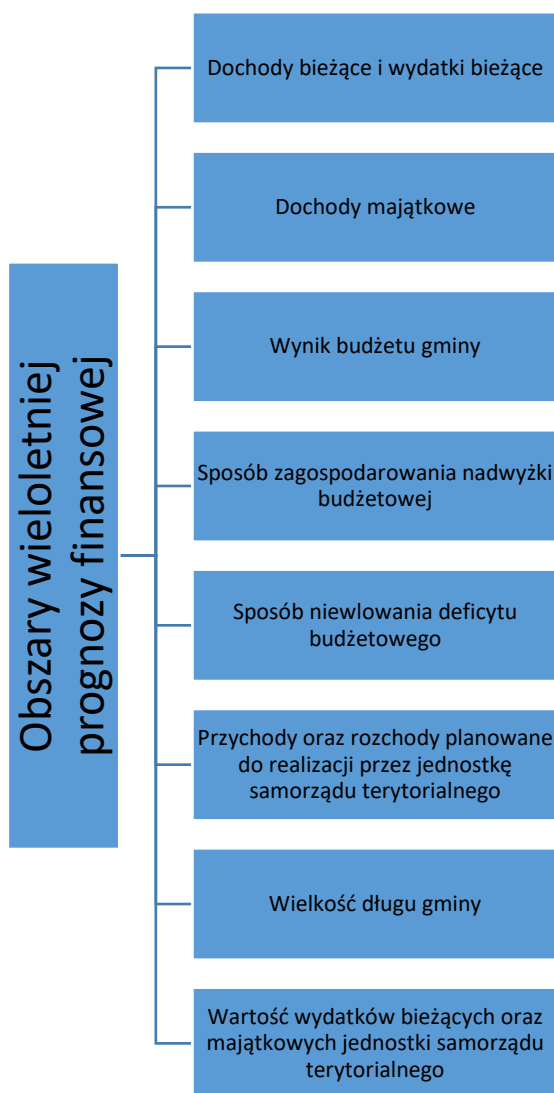 Obszary wieloletniej
prognozy finansowej
Dochody bieżące i wydatki bieżące
Dochody majątkowe
Wynik budżetu gminy
Sposób zagospodarowania nadwyżki
budżetowej
Sposób niewlowania deficytu
budżetowego
Przychody oraz rozchody planowane
do realizacji przez jednostkę
samorządu terytorialnego
Wielkość długu gminy
Wartość wydatków bieżących oraz
majątkowych jednostki samorządu
terytorialnego